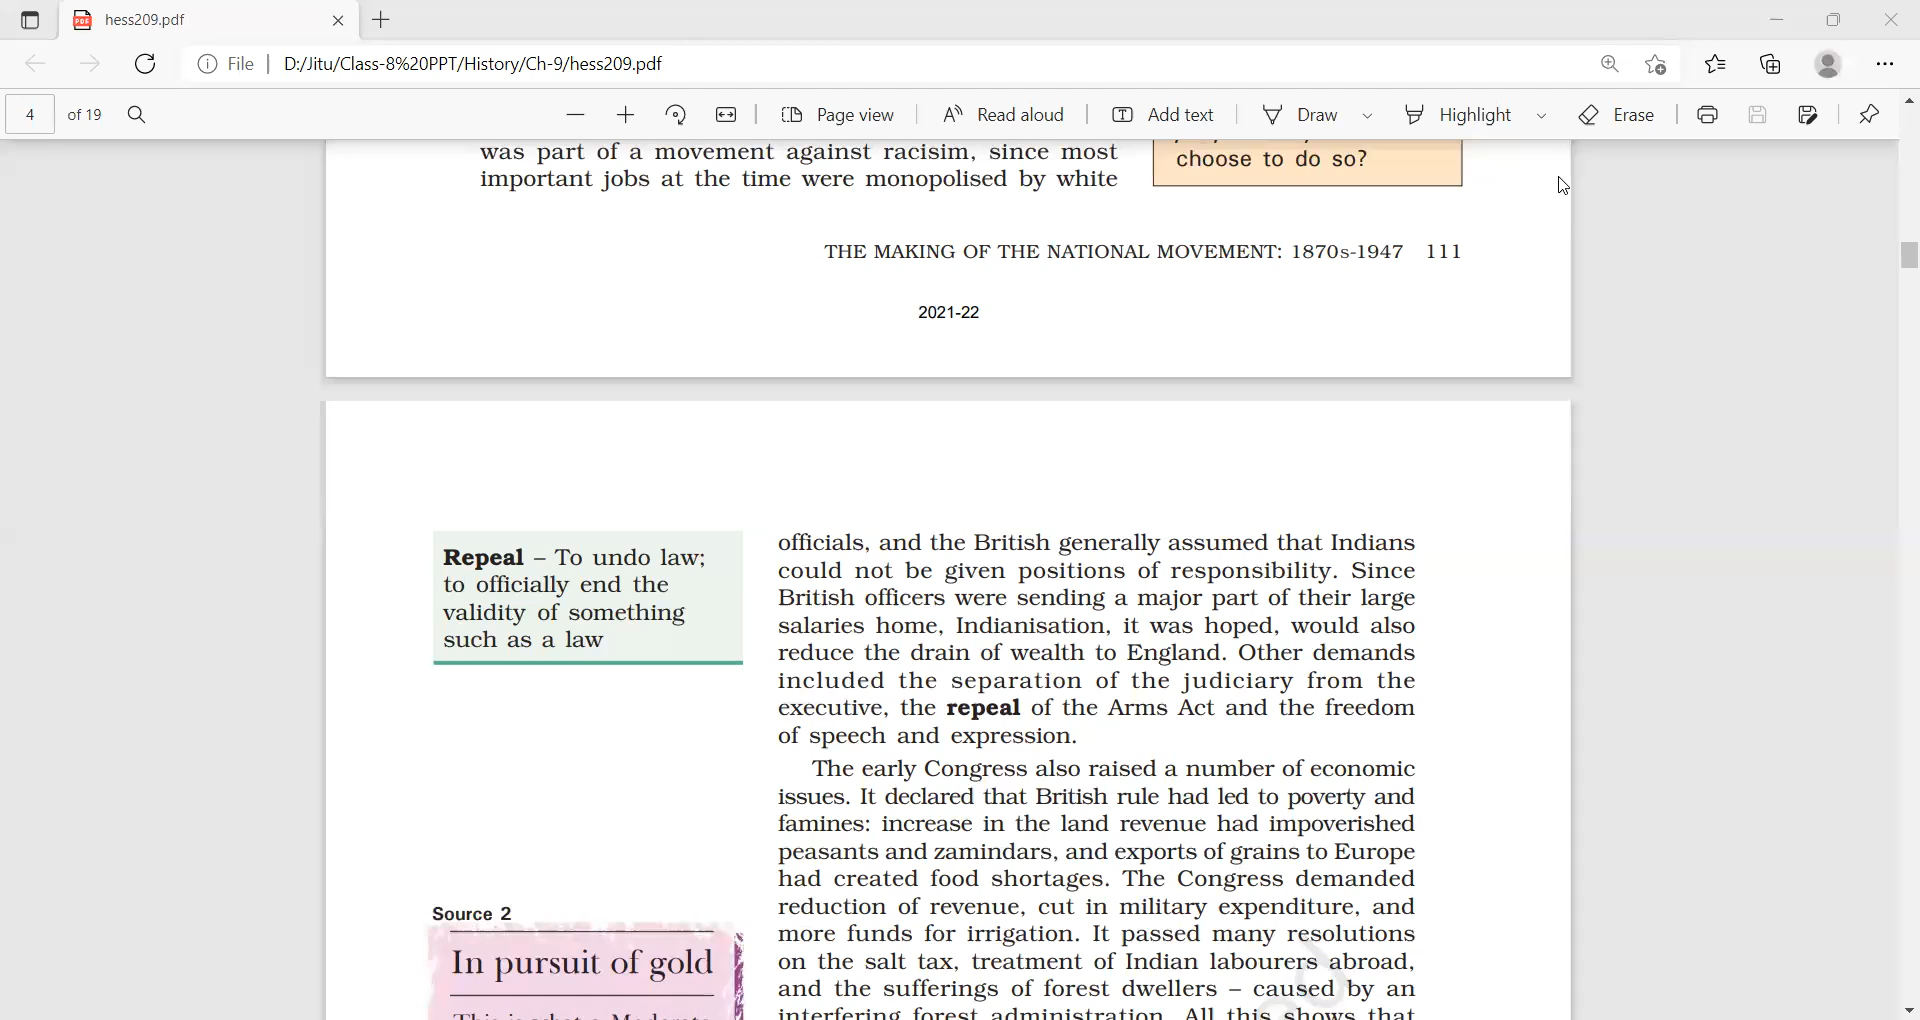 hess209.pdf
File D:/Jitu/Class-8%20PPT/History/Ch-9/hess209.pdf
4 of 19 Page view Read aloud Add text Draw Highlight Erase
was part of a movement against racisim, since most
important jobs at the time were monopolised by white
choose to do so?
THE MAKING OF THE NATIONAL MOVEMENT: 1870s-1947 111
2021-22
Repeal – To undo law;
to officially end the
validity of something
such as a law
Source 2
In pursuit of gold
This is what a Moderate
officials, and the British generally assumed that Indians
could not be given positions of responsibility. Since
British officers were sending a major part of their large
salaries home, Indianisation, it was hoped, would also
reduce the drain of wealth to England. Other demands
included the separation of the judiciary from the
executive, the repeal of the Arms Act and the freedom
of speech and expression.
The early Congress also raised a number of economic
issues. It declared that British rule had led to poverty and
famines: increase in the land revenue had impoverished
peasants and zamindars, and exports of grains to Europe
had created food shortages. The Congress demanded
reduction of revenue, cut in military expenditure, and
more funds for irrigation. It passed many resolutions
on the salt tax, treatment of Indian labourers abroad,
and the sufferings of forest dwellers – caused by an
interfering forest administration. All this shows that